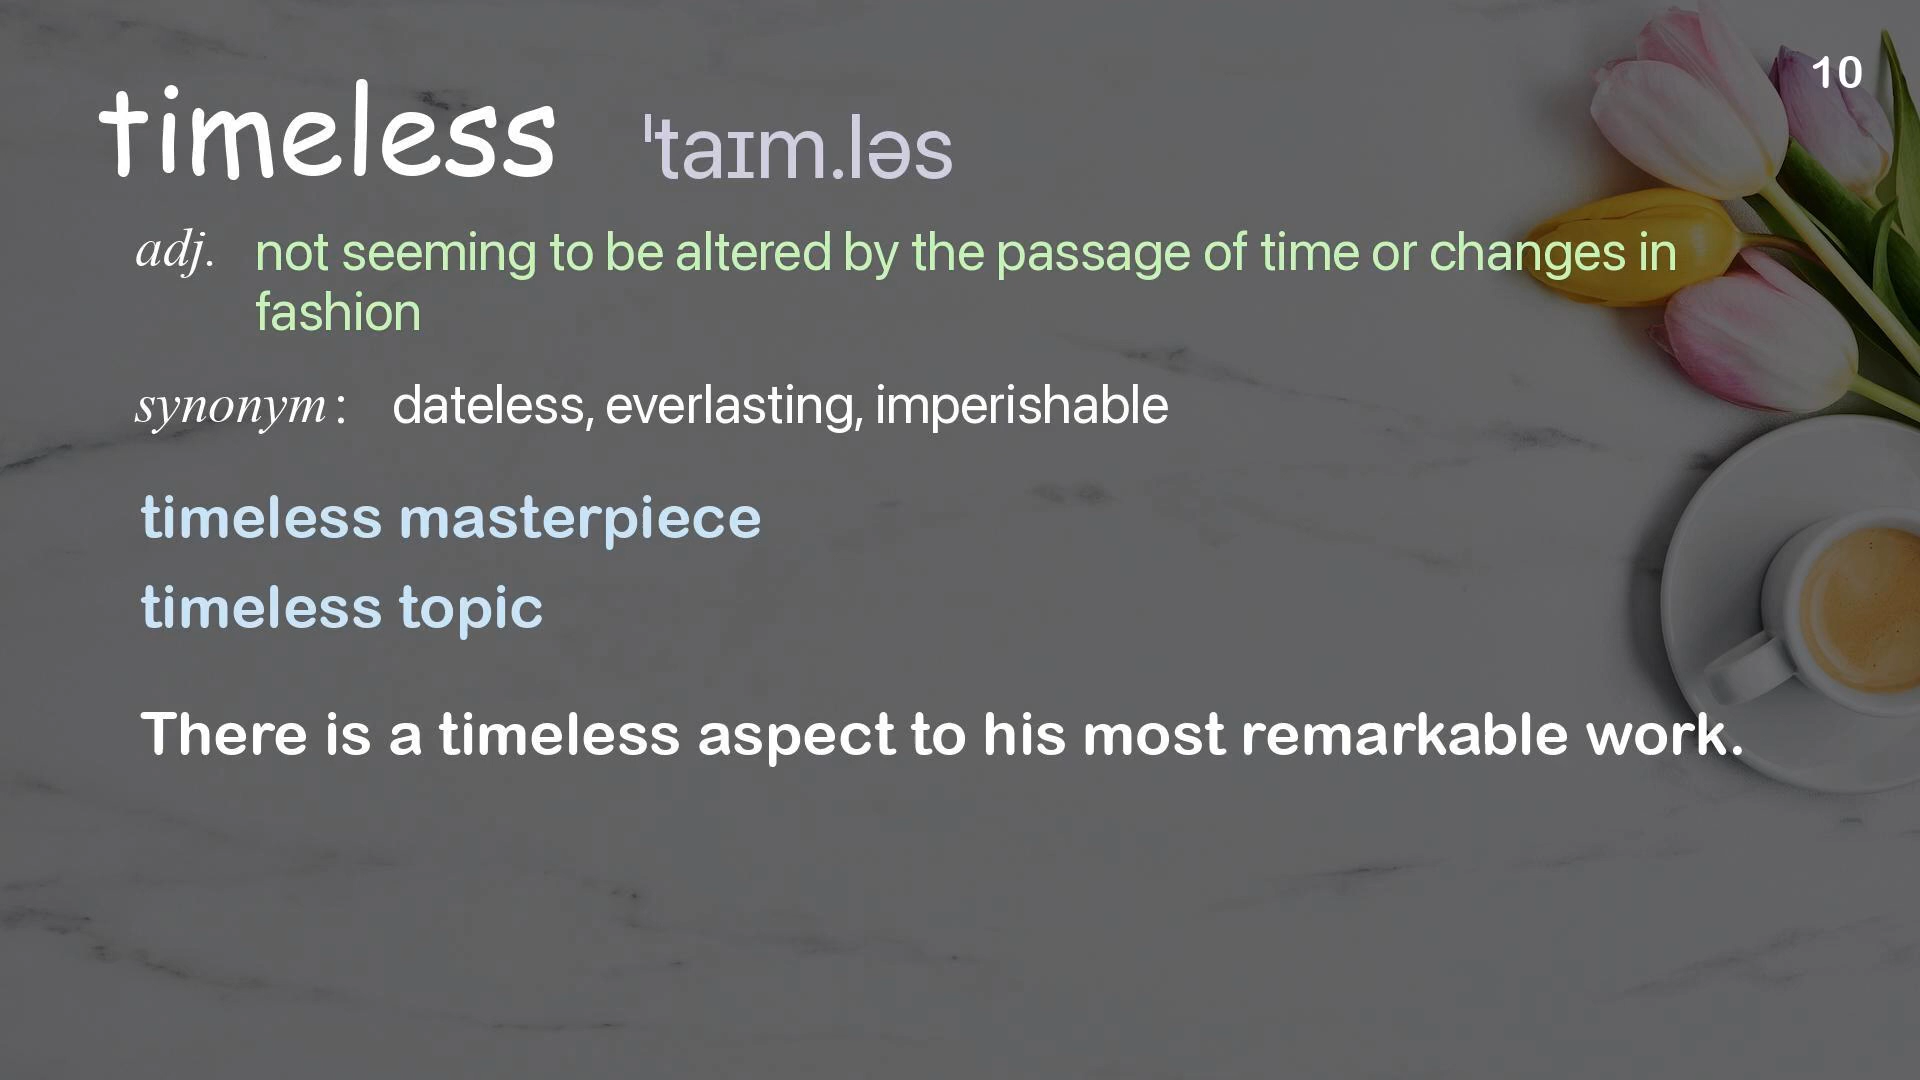 10
timeless ˈtaɪm.ləs
adj. not seeming to be altered by the passage of time or changes in
fashion
synonym: dateless, everlasting, imperishable
timeless masterpiece
timeless topic
There is a timeless aspect to his most remarkable work.